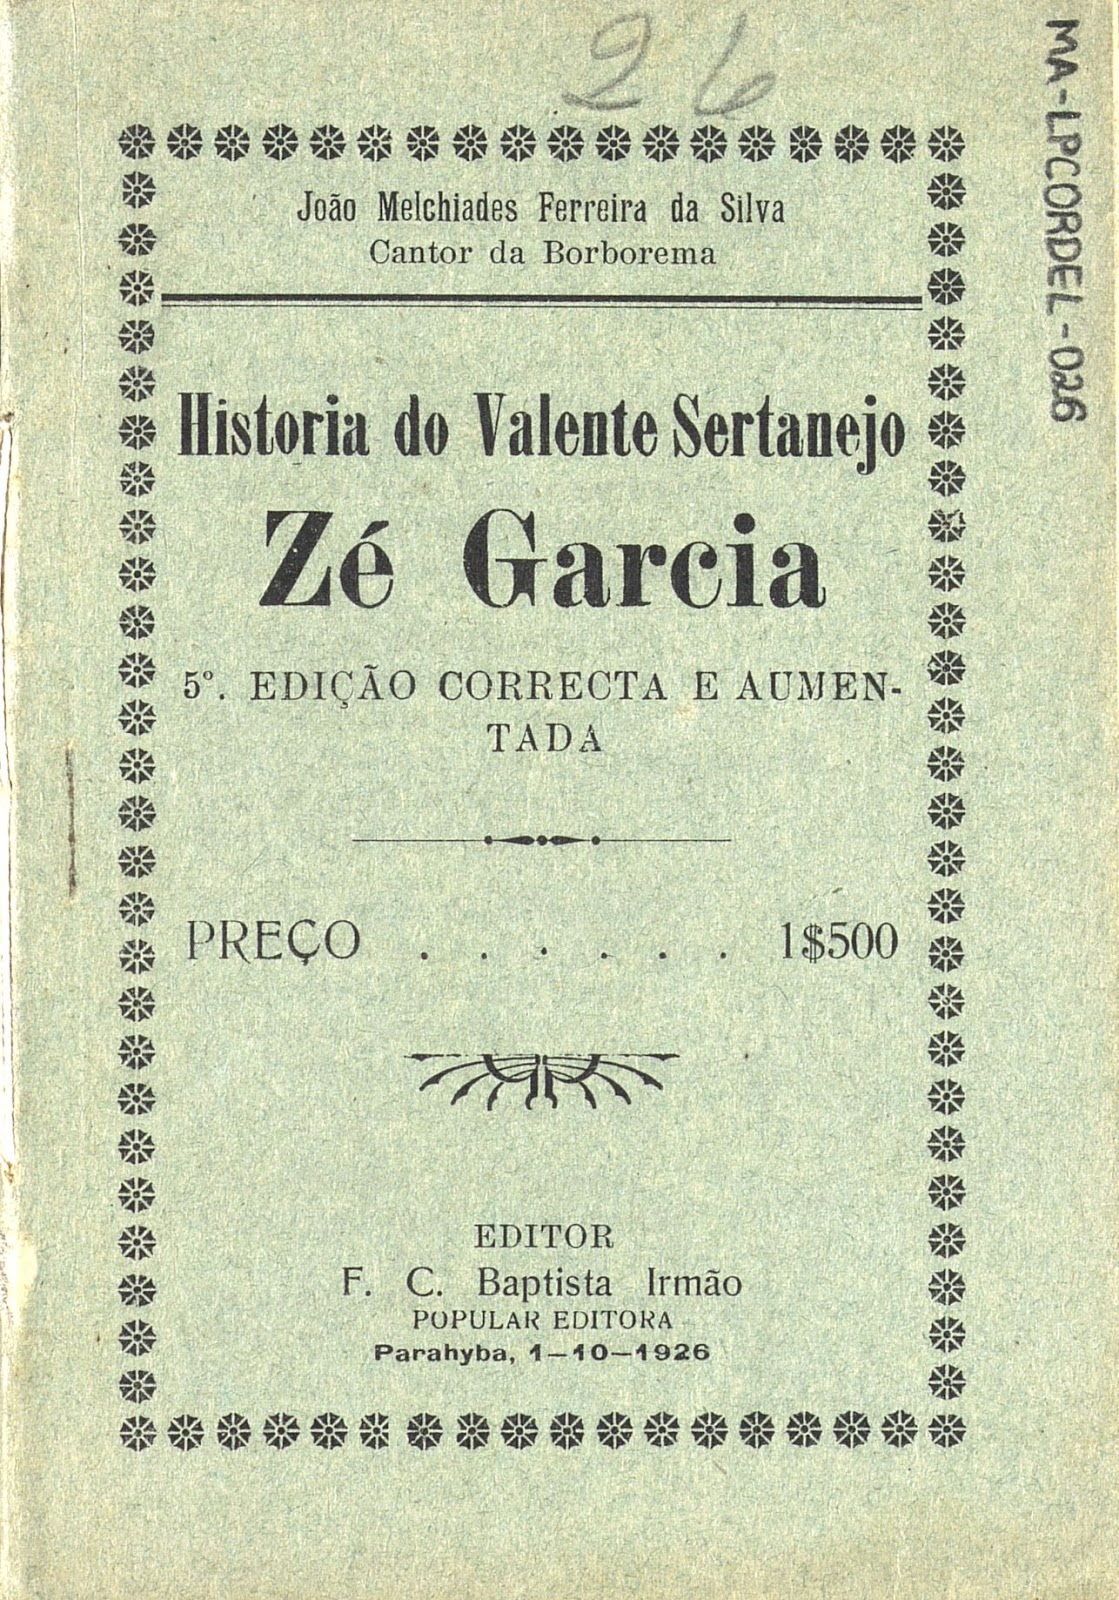 26
MA-LPCORDEL-026
João Melchiades Ferreira da Silva
Cantor da Borborema
Historia do Valente Sertanejo
Zé Garcia
5º. EDIÇÃO CORRECTA E AUMEN-
TADA
PREÇO . . . . . . 1$500
EDITOR
F. C. Baptista Irmão
POPULAR EDITORA
Parahyba, 1—10—1926